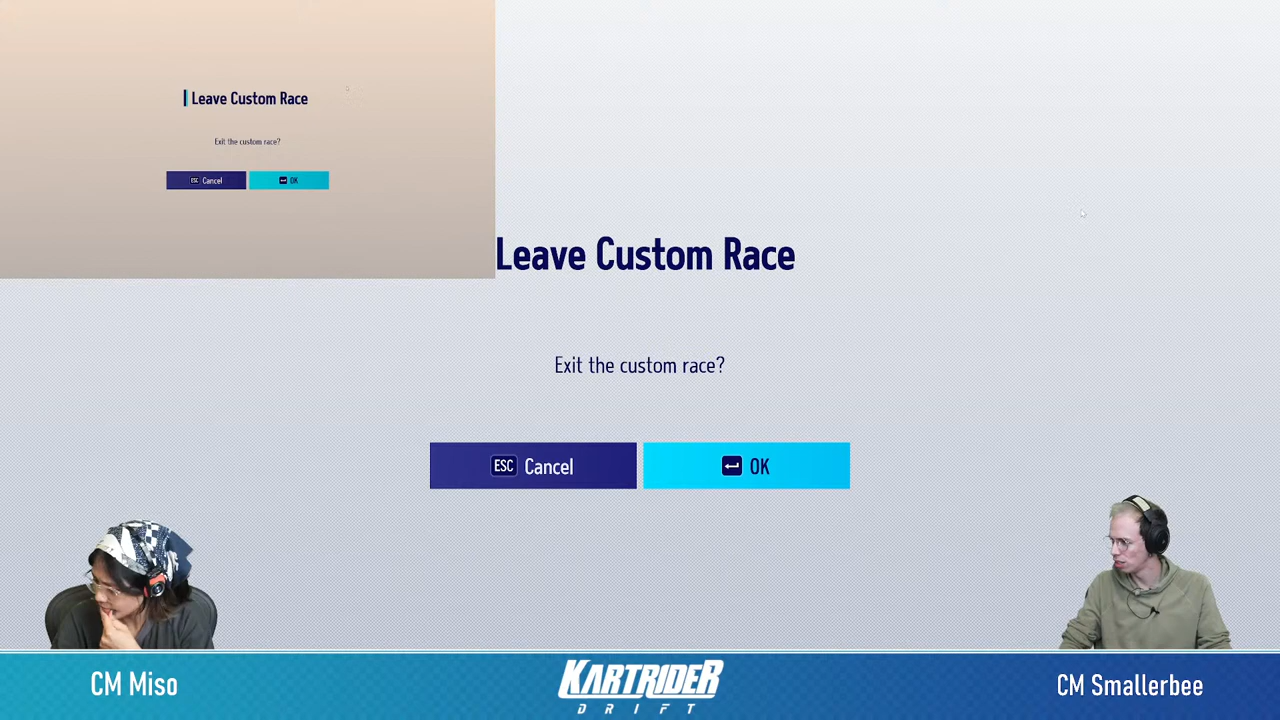 Leave Custom Race
Exit the custom race?
ESC Cancel
OK
Leave Custom Race
Exit the custom race?
ESC Cancel
OK
CM Miso
KARTRIDER
DRIFT
CM Smallerbee